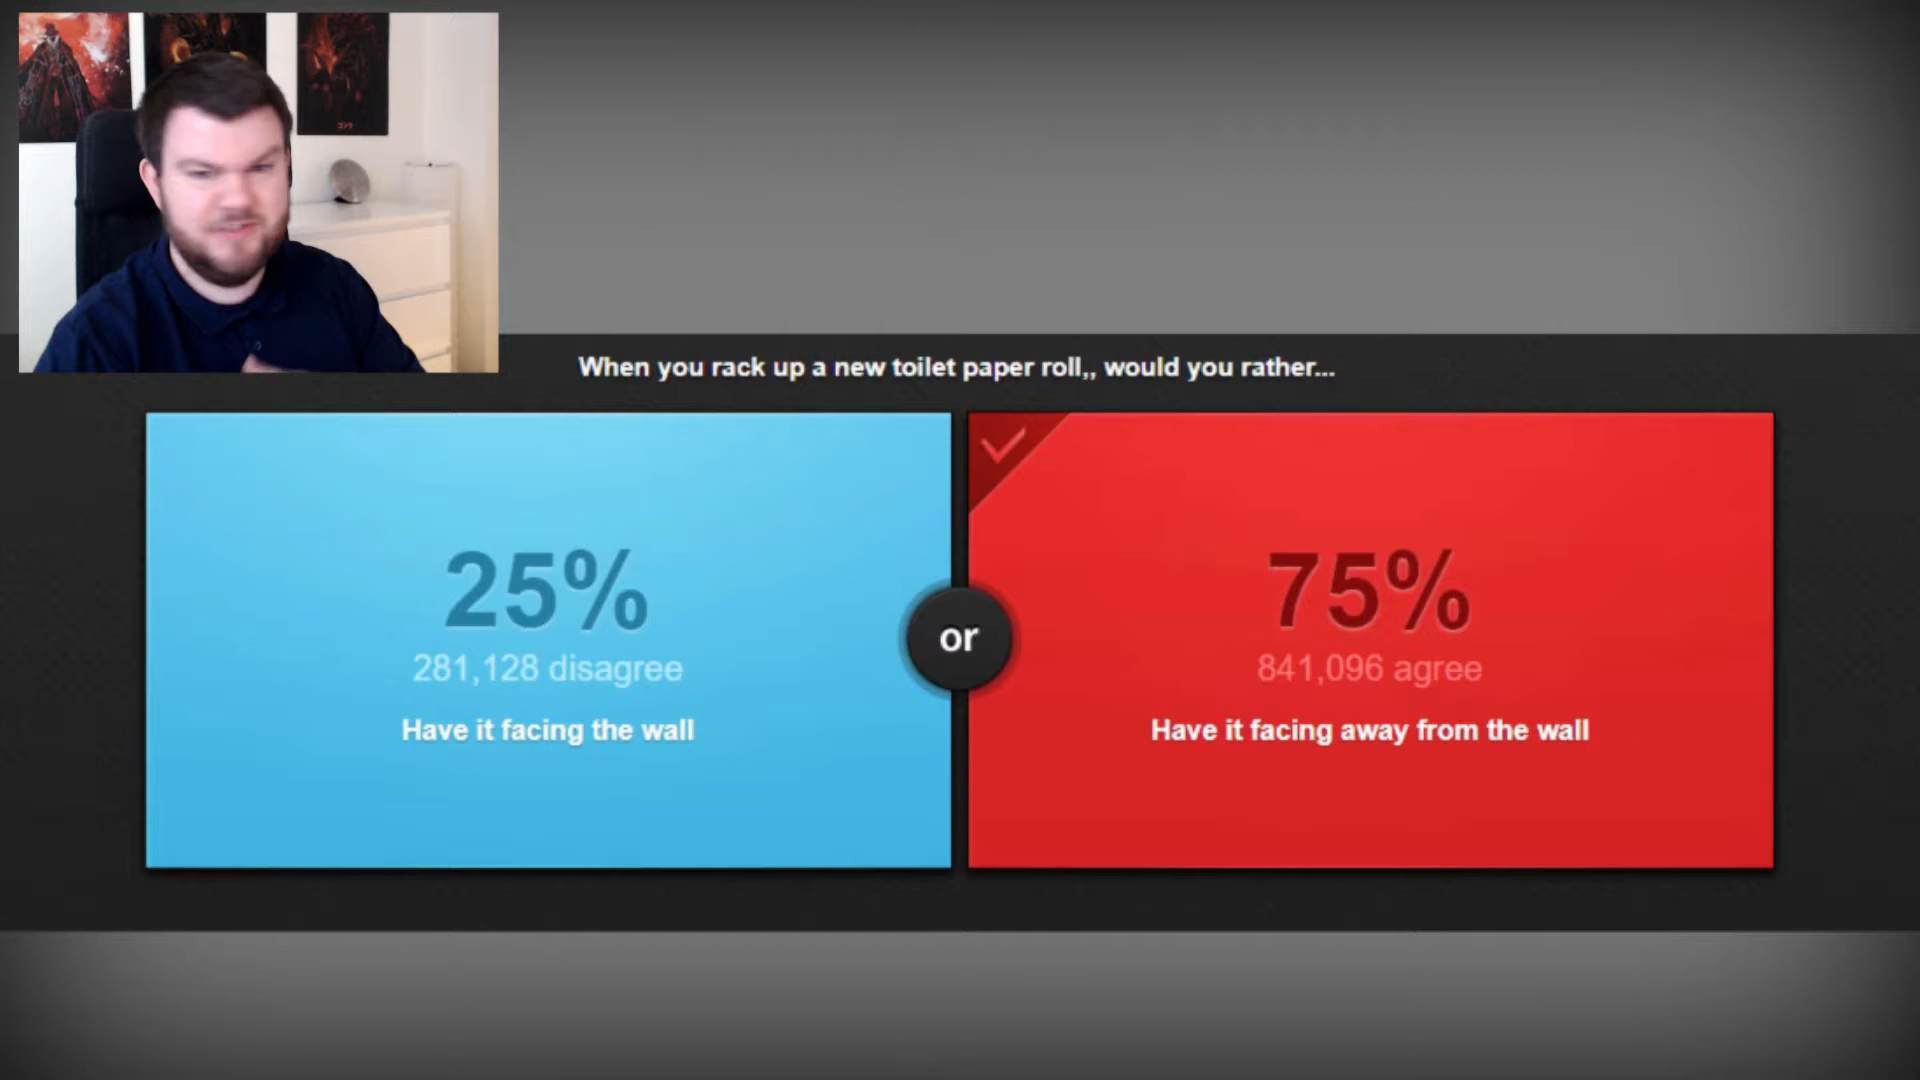 When you rack up a new toilet paper roll,, would you rather...
25%
281,128 disagree
Have it facing the wall
or
75%
841,096 agree
Have it facing away from the wall